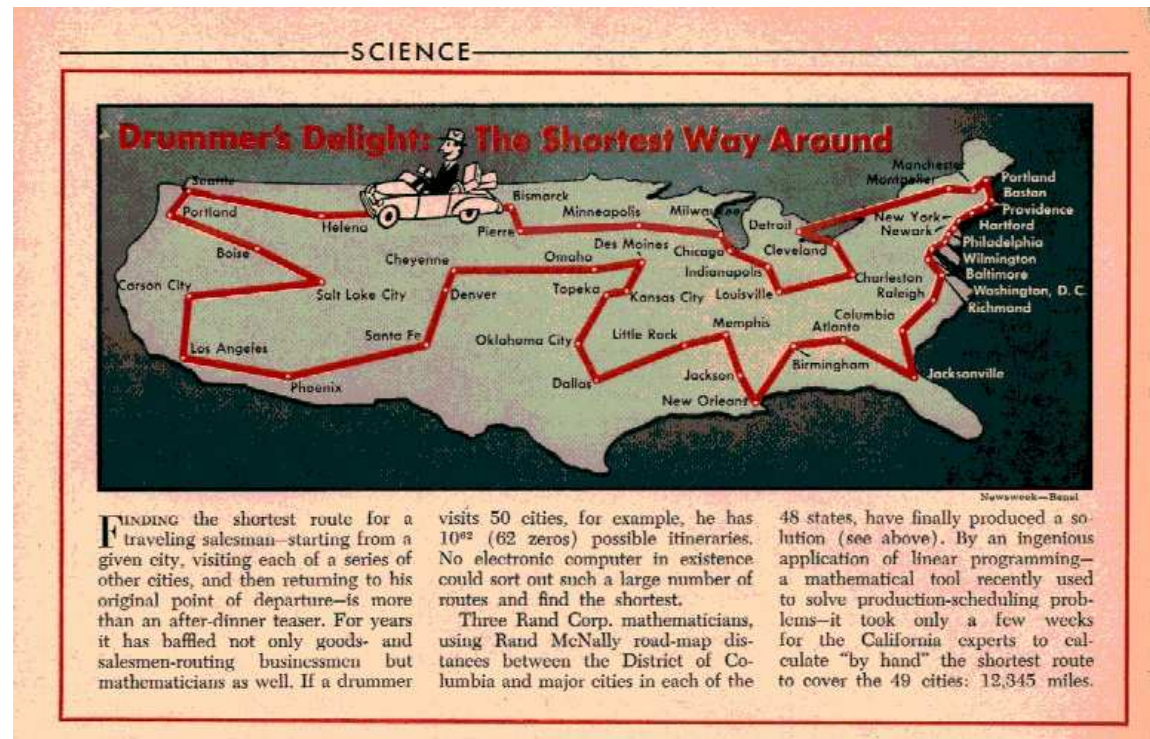 SCIENCE
Drummer's Delight: The Shortest Way Around
Seattle
Portland
Helena
Boise
Carson City
Salt Lake City
Los Angeles
Phoenix
Santa Fe
Denver
Cheyenne
Bismarck
Pierre
Minneapolis
Milwaukee
Chicago
Des Moines
Omaha
Topeka
Kansas City
Oklahoma City
Dallas
Little Rock
Memphis
Jackson
New Orleans
Birmingham
Atlanta
Jacksonville
Columbia
Raleigh
Charleston
Louisville
Indianapolis
Cleveland
Detroit
Montpelier
Manchester
Portland
Boston
Providence
Hartford
New York
Newark
Philadelphia
Wilmington
Baltimore
Washington, D. C.
Richmond
Newsweek—Bensl
FINDING the shortest route for a
traveling salesman—starting from a
given city, visiting each of a series of
other cities, and then returning to his
original point of departure—is more
than an after-dinner teaser. For years
it has baffled not only goods- and
salesmen-routing businessmen but
mathematicians as well. If a drummer
visits 50 cities, for example, he has
10⁶² (62 zeros) possible itineraries.
No electronic computer in existence
could sort out such a large number of
routes and find the shortest.
Three Rand Corp. mathematicians,
using Rand McNally road-map dis-
tances between the District of Co-
lumbia and major cities in each of the
48 states, have finally produced a so-
lution (see above). By an ingenious
application of linear programming—
a mathematical tool recently used
to solve production-scheduling prob-
lems—it took only a few weeks
for the California experts to cal-
culate "by hand" the shortest route
to cover the 49 cities: 12,345 miles.